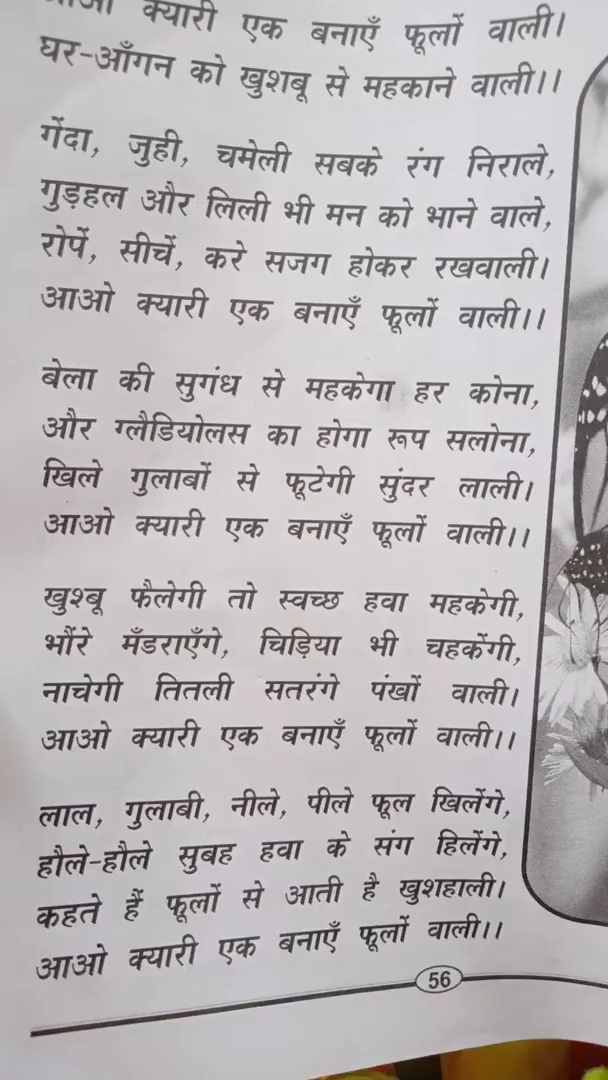 क्यारी एक बनाएँ फूलों वाली।
घर-आँगन को खुशबू से महकाने वाली।।
गेंदा, जुही, चमेली सबके रंग निराले,
गुड़हल और लिली भी मन को भाने वाले,
रोपें, सीचें, करे सजग होकर रखवाली।
आओ क्यारी एक बनाएँ फूलों वाली।।
बेला की सुगंध से महकेगा हर कोना,
और ग्लैडियोलस का होगा रूप सलोना,
खिले गुलाबों से फूटेगी सुंदर लाली।
आओ क्यारी एक बनाएँ फूलों वाली।।
खुश्बू फैलेगी तो स्वच्छ हवा महकेगी,
भौंरे मँडराएँगे, चिड़िया भी चहकेंगी,
नाचेगी तितली सतरंगे पंखों वाली।
आओ क्यारी एक बनाएँ फूलों वाली।।
लाल, गुलाबी, नीले, पीले फूल खिलेंगे,
हौले-हौले सुबह हवा के संग हिलेंगे,
कहते हैं फूलों से आती है खुशहाली।
आओ क्यारी एक बनाएँ फूलों वाली।।
56